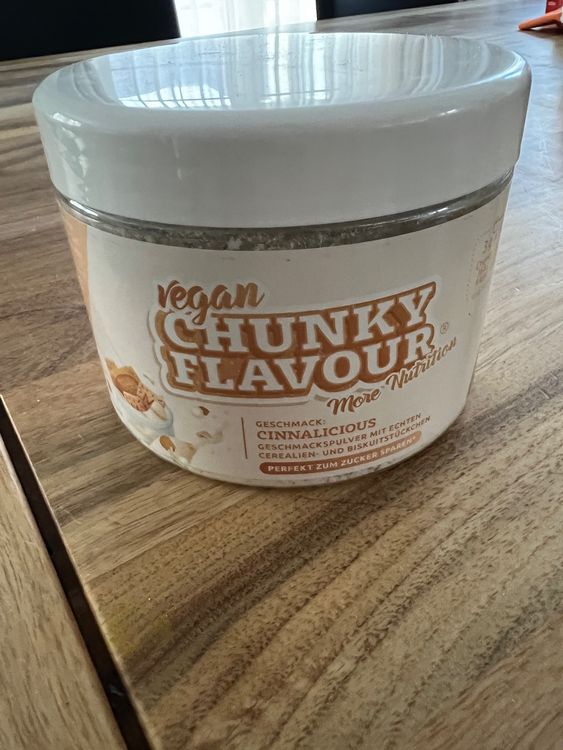 vegan
CHUNKY
FLAVOUR®
More Nutrition
GESCHMACK:
CINNALICIOUS
GESCHMACKSPULVER MIT ECHTEN
CEREALIEN- UND BISKUITSTÜCKCHEN
PERFEKT ZUM ZUCKER SPAREN*